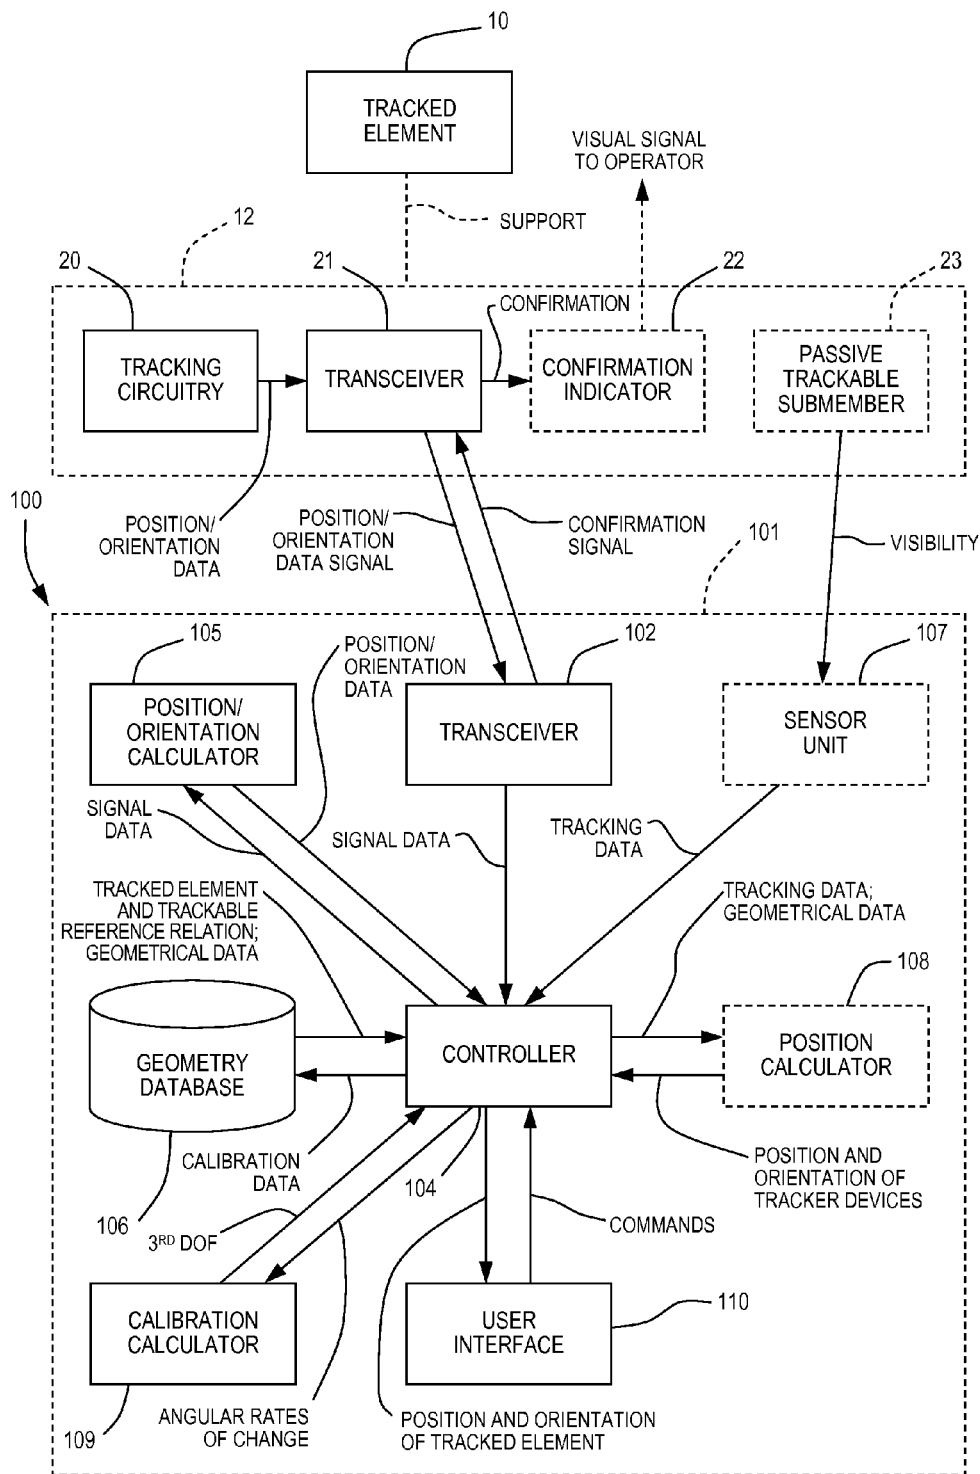 10
TRACKED
ELEMENT
VISUAL SIGNAL
TO OPERATOR
SUPPORT
12
20
21
22
23
CONFIRMATION
TRACKING
CIRCUITRY
TRANSCEIVER
CONFIRMATION
INDICATOR
PASSIVE
TRACKABLE
SUBMEMBER
100
POSITION/
ORIENTATION
DATA
POSITION/
ORIENTATION
DATA SIGNAL
CONFIRMATION
SIGNAL
VISIBILITY
101
105
POSITION/
ORIENTATION
DATA
102
107
POSITION/
ORIENTATION
CALCULATOR
TRANSCEIVER
SENSOR
UNIT
SIGNAL
DATA
SIGNAL DATA
TRACKING
DATA
TRACKED ELEMENT
AND TRACKABLE
REFERENCE RELATION;
GEOMETRICAL DATA
TRACKING DATA;
GEOMETRICAL DATA
108
GEOMETRY
DATABASE
CONTROLLER
POSITION
CALCULATOR
106
CALIBRATION
DATA
104
POSITION AND
ORIENTATION OF
TRACKER DEVICES
3RD DOF
COMMANDS
CALIBRATION
CALCULATOR
USER
INTERFACE
110
109
ANGULAR RATES
OF CHANGE
POSITION AND ORIENTATION
OF TRACKED ELEMENT